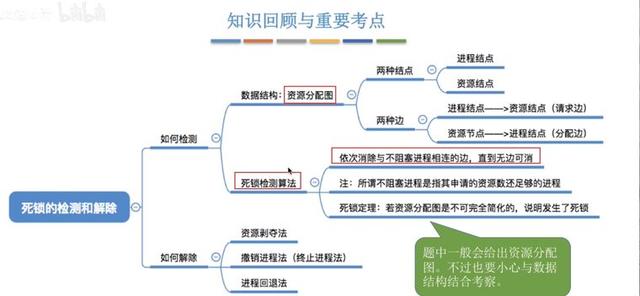 知识回顾与重要考点
两种结点
进程结点
资源结点
数据结构：资源分配图
两种边
进程结点——>资源结点（请求边）
资源节点——>进程结点（分配边）
如何检测
依次消除与不阻塞进程相连的边，直到无边可消
死锁检测算法
注：所谓不阻塞进程是指其申请的资源数还足够的进程
死锁定理：若资源分配图是不可完全简化的，说明发生了死锁
死锁的检测和解除
资源剥夺法
如何解除
撤销进程法（终止进程法）
进程回退法
题中一般会给出资源分配
图。不过也要小心与数据
结构结合考察。